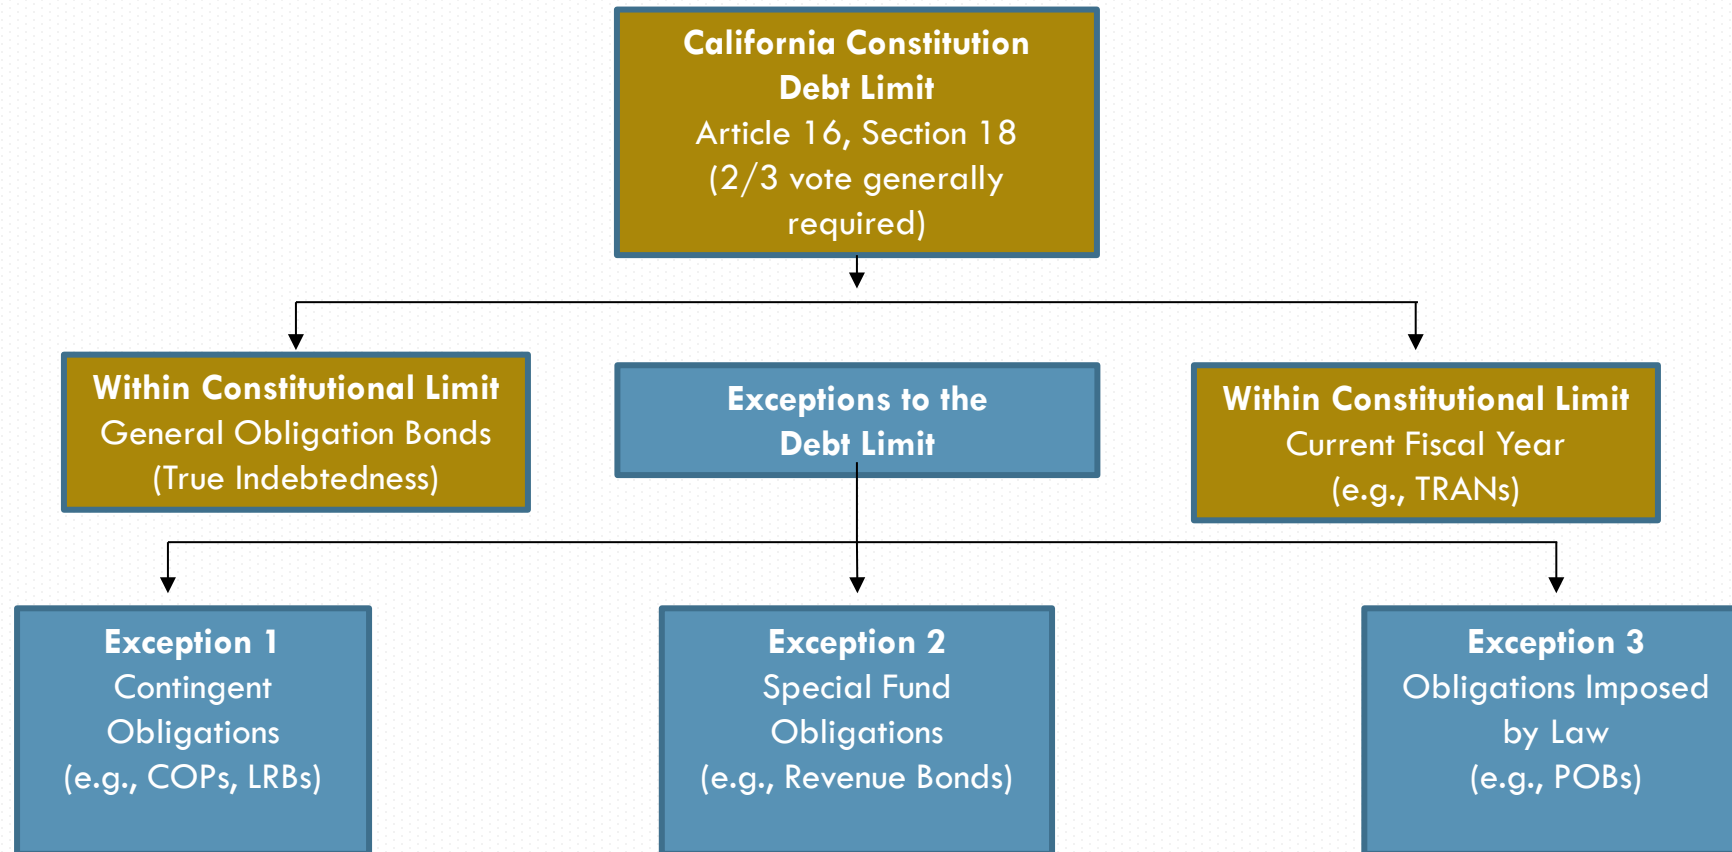 California Constitution
Debt Limit
Article 16, Section 18
(2/3 vote generally
required)
Within Constitutional Limit
General Obligation Bonds
(True Indebtedness)
Exceptions to the
Debt Limit
Within Constitutional Limit
Current Fiscal Year
(e.g., TRANs)
Exception 1
Contingent
Obligations
(e.g., COPs, LRBs)
Exception 2
Special Fund
Obligations
(e.g., Revenue Bonds)
Exception 3
Obligations Imposed
by Law
(e.g., POBs)